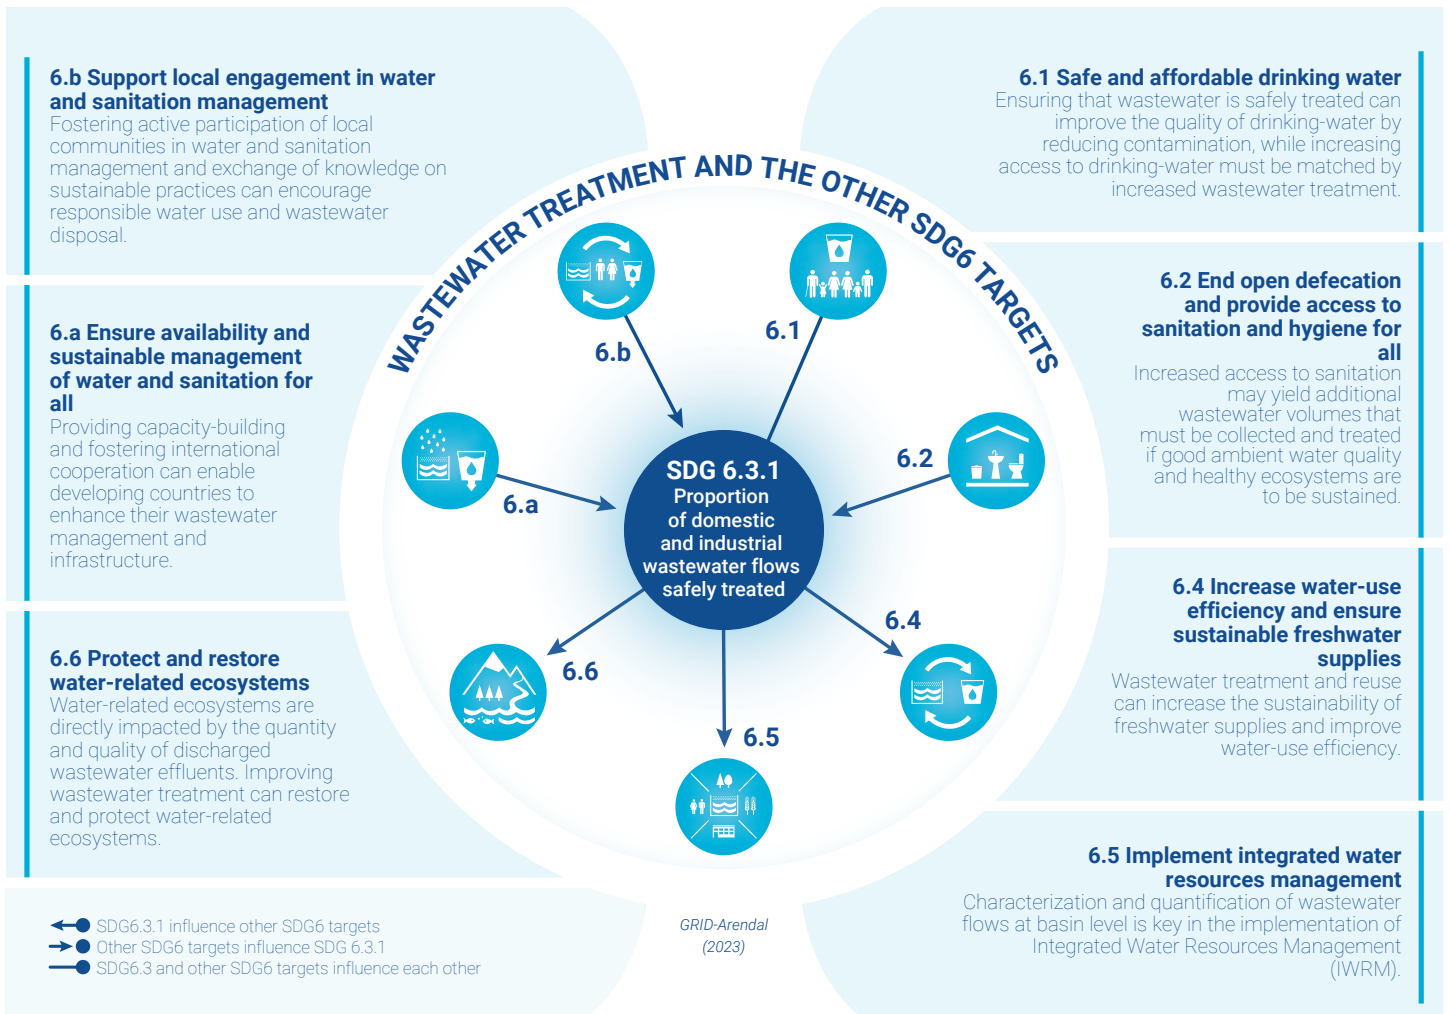 WASTEWATER TREATMENT AND THE OTHER SDG6 TARGETS
6.b Support local engagement in water
and sanitation management
Fostering active participation of local
communities in water and sanitation
management and exchange of knowledge on
sustainable practices can encourage
responsible water use and wastewater
disposal.
6.a Ensure availability and
sustainable management
of water and sanitation for
all
Providing capacity-building
and fostering international
cooperation can enable
developing countries to
enhance their wastewater
management and
infrastructure.
6.6 Protect and restore
water-related ecosystems
Water-related ecosystems are
directly impacted by the quantity
and quality of discharged
wastewater effluents. Improving
wastewater treatment can restore
and protect water-related
ecosystems.
SDG6.3.1 influence other SDG6 targets
Other SDG6 targets influence SDG 6.3.1
SDG6.3 and other SDG6 targets influence each other
6.b
6.1
6.a
6.2
SDG 6.3.1
Proportion
of domestic
and industrial
wastewater flows
safely treated
6.6
6.4
6.5
GRID-Arendal
(2023)
6.1 Safe and affordable drinking water
Ensuring that wastewater is safely treated can
improve the quality of drinking-water by
reducing contamination, while increasing
access to drinking-water must be matched by
increased wastewater treatment.
6.2 End open defecation
and provide access to
sanitation and hygiene for
all
Increased access to sanitation
may yield additional
wastewater volumes that
must be collected and treated
if good ambient water quality
and healthy ecosystems are
to be sustained.
6.4 Increase water-use
efficiency and ensure
sustainable freshwater
supplies
Wastewater treatment and reuse
can increase the sustainability of
freshwater supplies and improve
water-use efficiency.
6.5 Implement integrated water
resources management
Characterization and quantification of wastewater
flows at basin level is key in the implementation of
Integrated Water Resources Management
(IWRM).